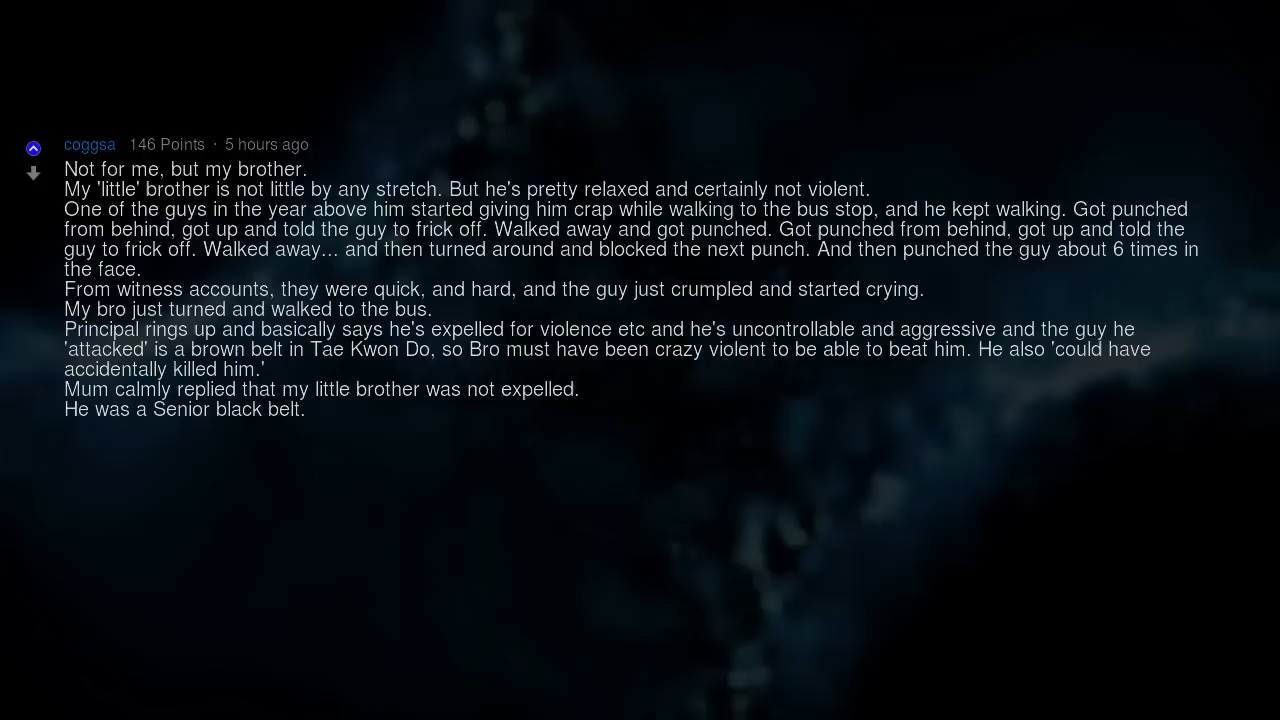 coggsa 146 Points · 5 hours ago
Not for me, but my brother.
My 'little' brother is not little by any stretch. But he's pretty relaxed and certainly not violent.
One of the guys in the year above him started giving him crap while walking to the bus stop, and he kept walking. Got punched
from behind, got up and told the guy to frick off. Walked away and got punched. Got punched from behind, got up and told the
guy to frick off. Walked away... and then turned around and blocked the next punch. And then punched the guy about 6 times in
the face.
From witness accounts, they were quick, and hard, and the guy just crumpled and started crying.
My bro just turned and walked to the bus.
Principal rings up and basically says he's expelled for violence etc and he's uncontrollable and aggressive and the guy he
'attacked' is a brown belt in Tae Kwon Do, so Bro must have been crazy violent to be able to beat him. He also 'could have
accidentally killed him.'
Mum calmly replied that my little brother was not expelled.
He was a Senior black belt.